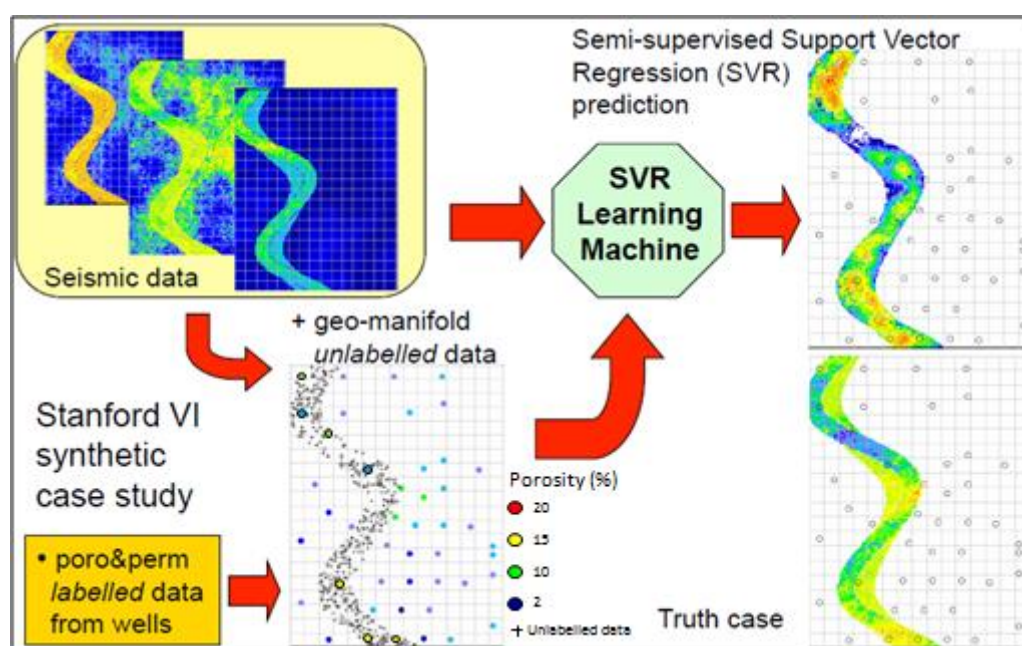 Semi-supervised Support Vector
Regression (SVR)
prediction
SVR
Learning
Machine
Seismic data
+ geo-manifold
unlabelled data
Stanford VI
synthetic
case study
• poro&perm
labelled data
from wells
Porosity (%)
20
15
10
2
+ Unlabelled data
Truth case